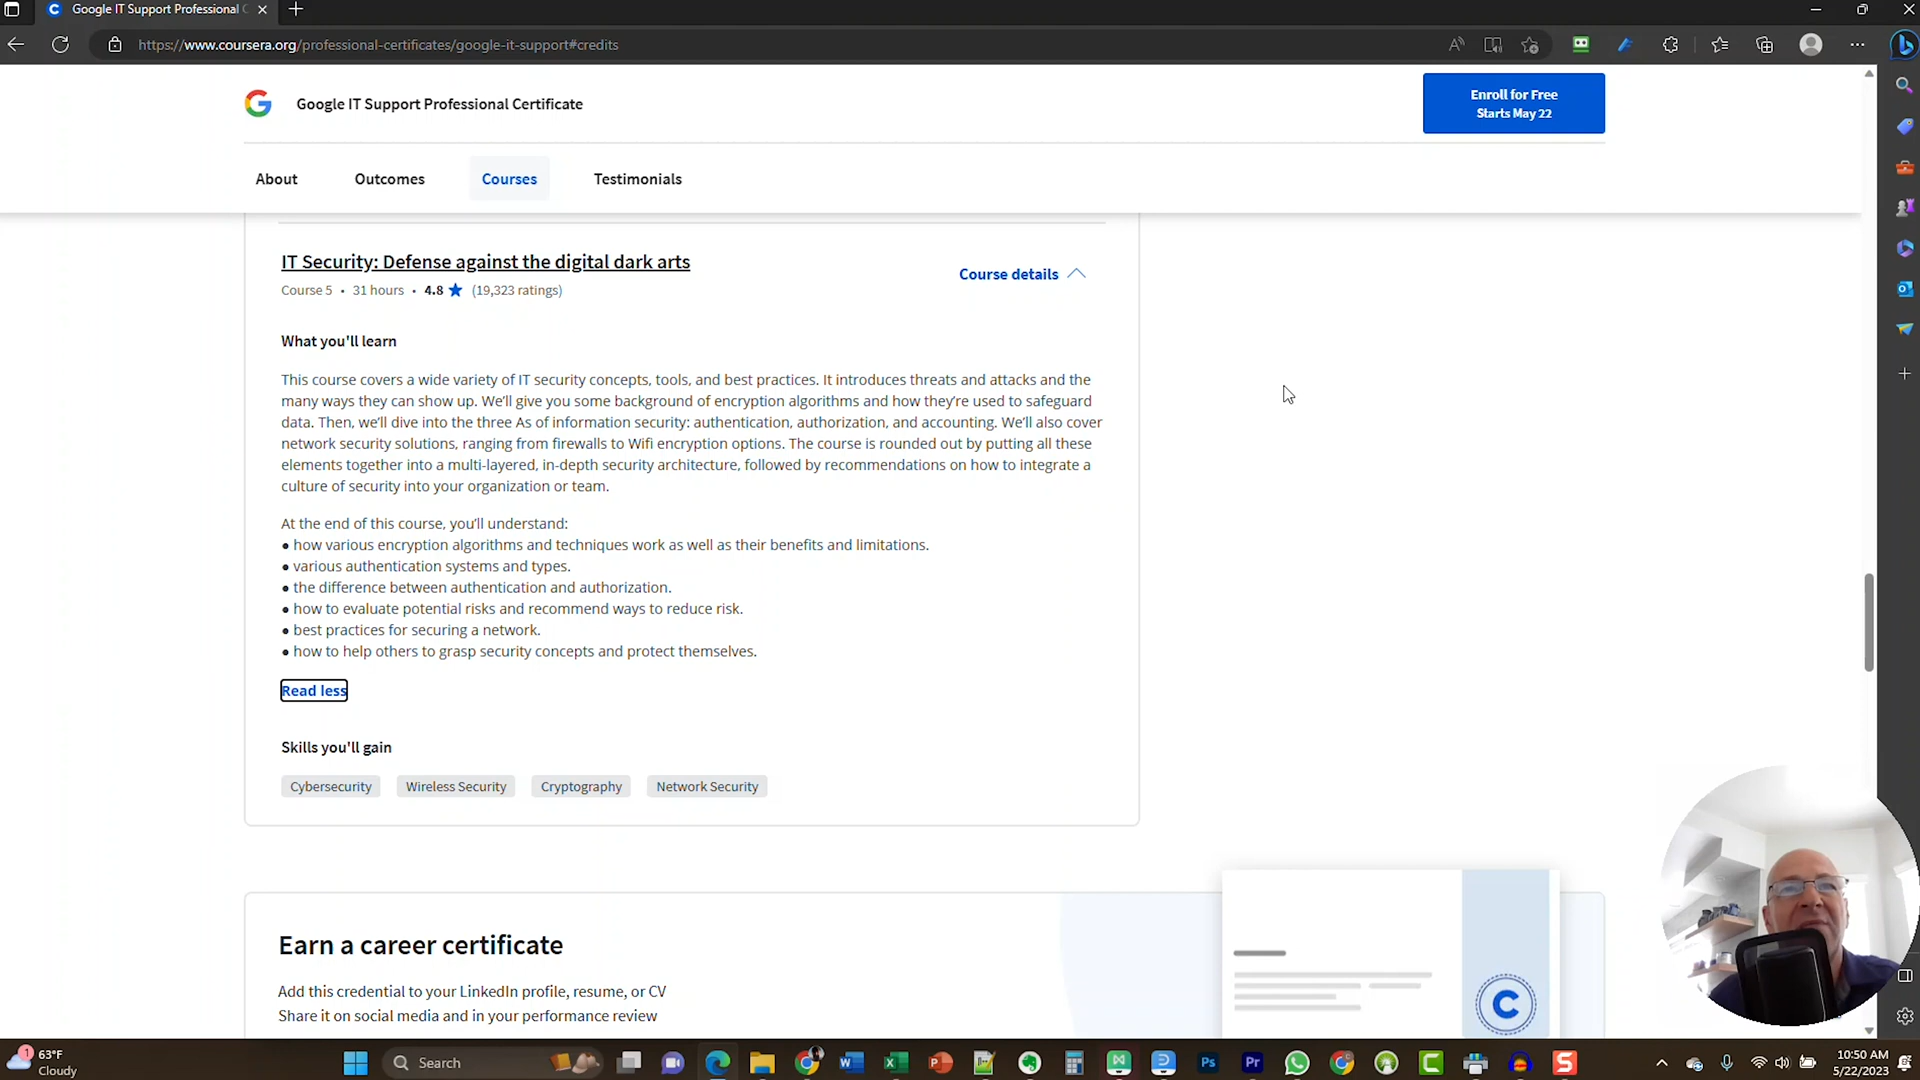 Google IT Support Professional C
https://www.coursera.org/professional-certificates/google-it-support#credits
Google IT Support Professional Certificate
Enroll for Free
Starts May 22
About
Outcomes
Courses
Testimonials
IT Security: Defense against the digital dark arts
Course details
Course 5 • 31 hours • 4.8 ★ (19,323 ratings)
What you'll learn
This course covers a wide variety of IT security concepts, tools, and best practices. It introduces threats and attacks and the
many ways they can show up. We'll give you some background of encryption algorithms and how they're used to safeguard
data. Then, we'll dive into the three As of information security: authentication, authorization, and accounting. We'll also cover
network security solutions, ranging from firewalls to Wifi encryption options. The course is rounded out by putting all these
elements together into a multi-layered, in-depth security architecture, followed by recommendations on how to integrate a
culture of security into your organization or team.
At the end of this course, you'll understand:
● how various encryption algorithms and techniques work as well as their benefits and limitations.
● various authentication systems and types.
● the difference between authentication and authorization.
● how to evaluate potential risks and recommend ways to reduce risk.
● best practices for securing a network.
● how to help others to grasp security concepts and protect themselves.
Read less
Skills you'll gain
Cybersecurity
Wireless Security
Cryptography
Network Security
Earn a career certificate
Add this credential to your LinkedIn profile, resume, or CV
Share it on social media and in your performance review
1
63°F
Cloudy
Search
Ps
Pr
10:50 AM
5/22/2023